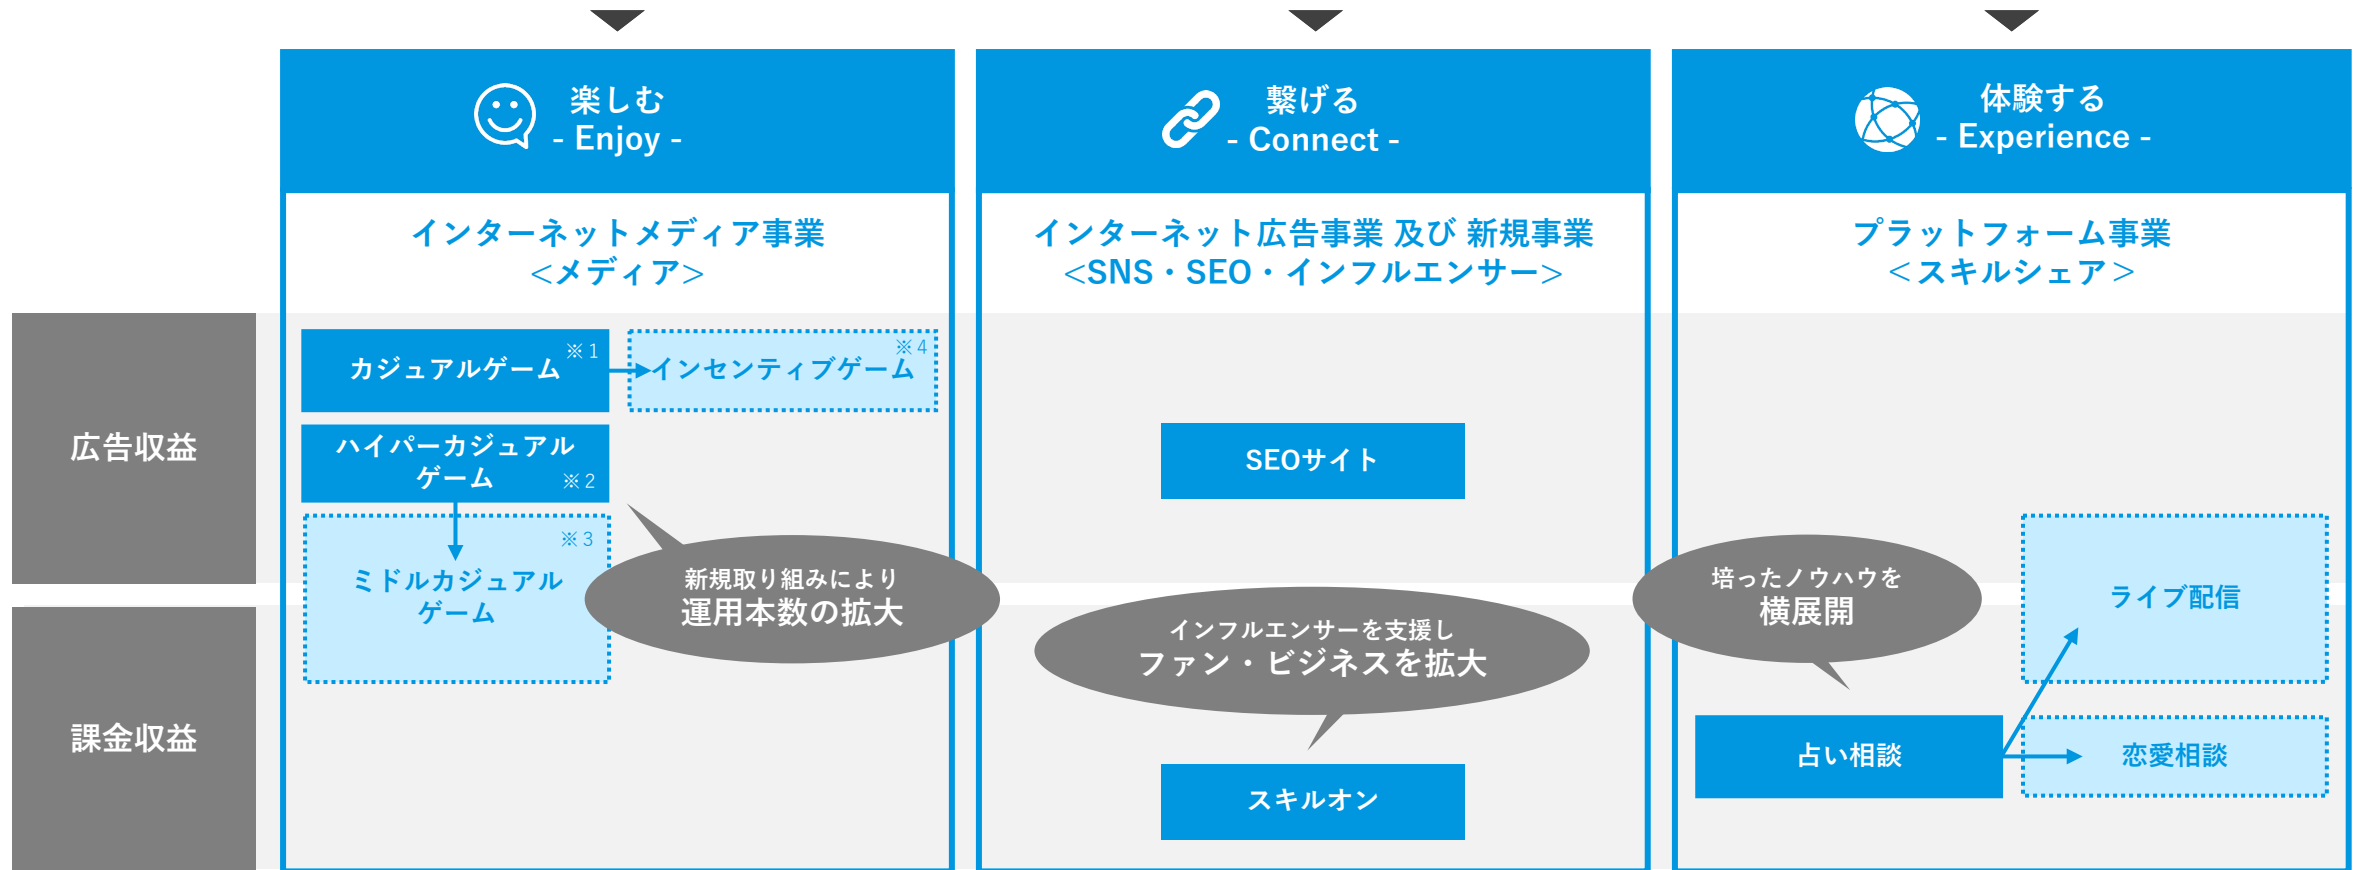 楽しむ
- Enjoy -
繋げる
- Connect -
体験する
- Experience -
インターネットメディア事業
<メディア>
インターネット広告事業 及び 新規事業
<SNS・SEO・インフルエンサー>
プラットフォーム事業
<スキルシェア>
広告収益
カジュアルゲーム ※1
インセンティブゲーム ※4
ハイパーカジュアル
ゲーム ※2
※3
ミドルカジュアル
ゲーム
新規取り組みにより
運用本数の拡大
SEOサイト
培ったノウハウを
横展開
ライブ配信
課金収益
インフルエンサーを支援し
ファン・ビジネスを拡大
スキルオン
占い相談
恋愛相談